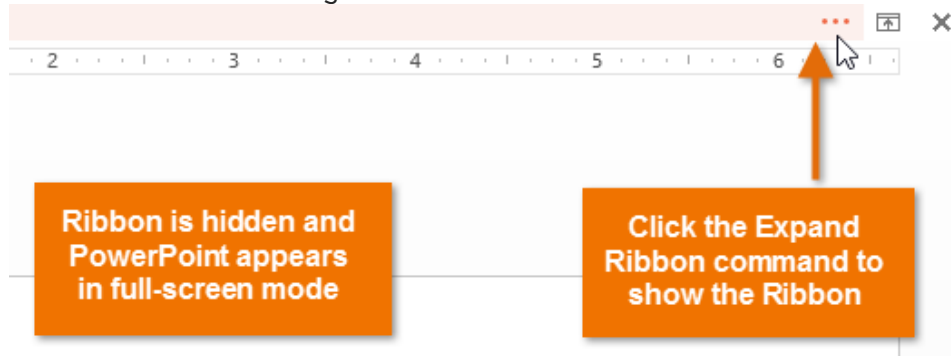 2 3 4 5 6
Ribbon is hidden and
PowerPoint appears
in full-screen mode
Click the Expand
Ribbon command to
show the Ribbon